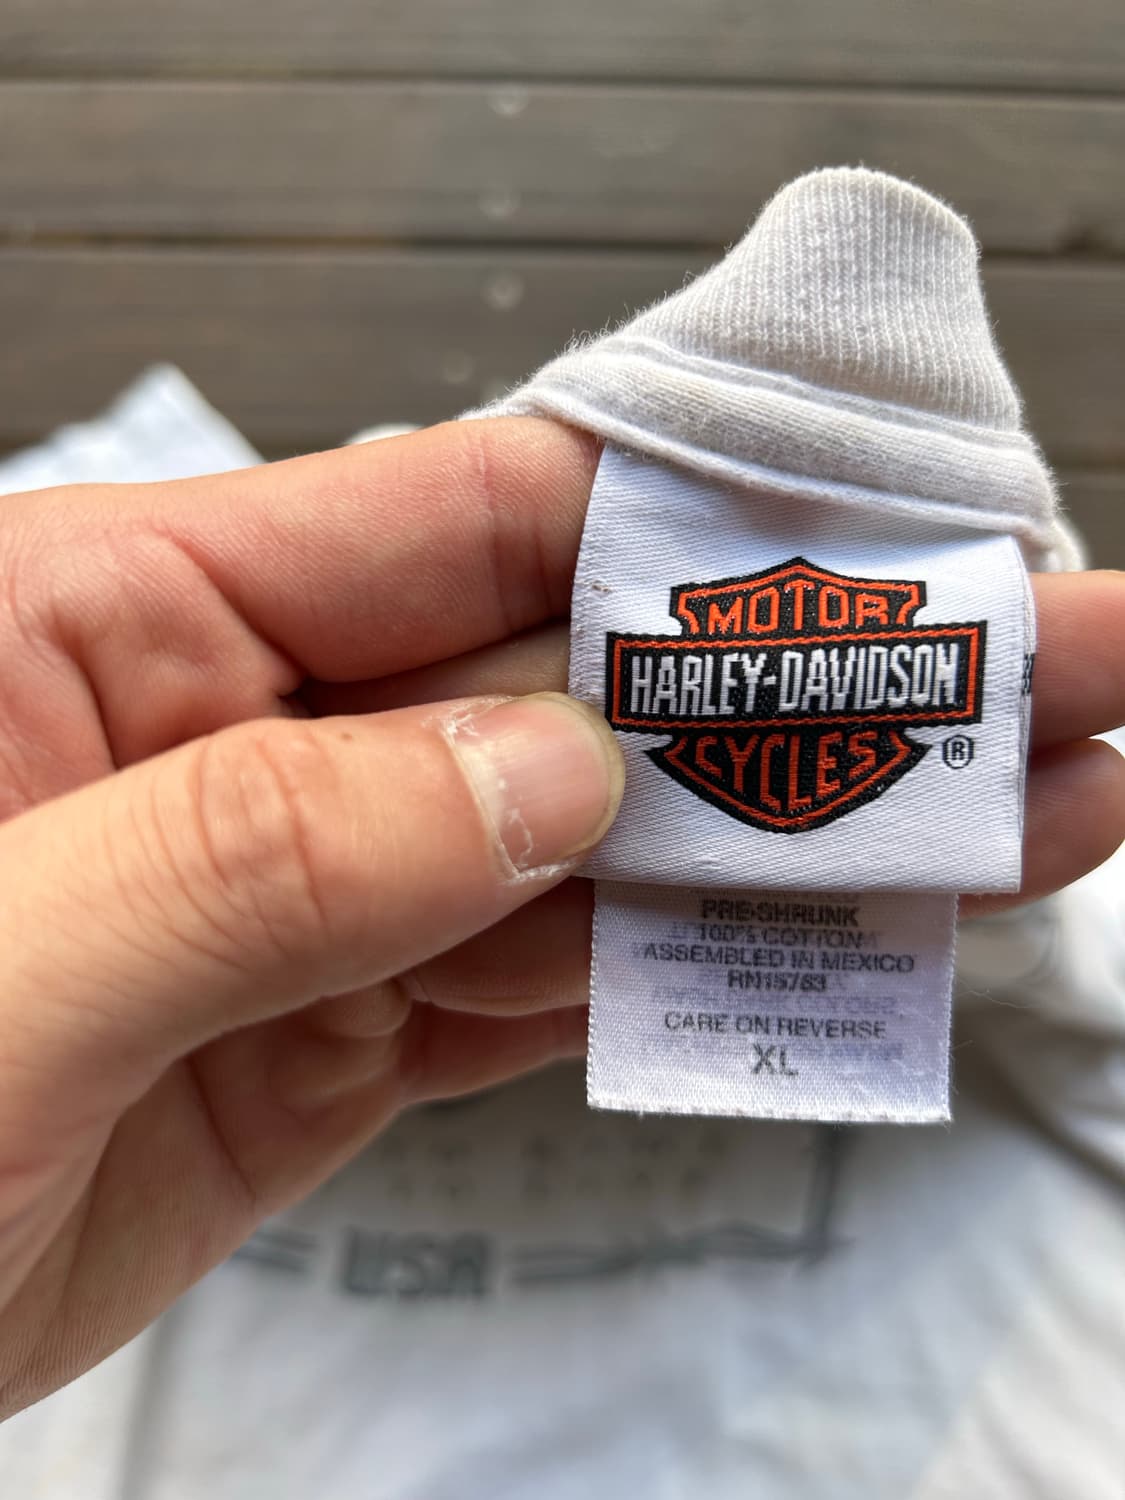 MOTOR
HARLEY-DAVIDSON
CYCLES
®
PRE-SHRUNK
100% COTTON
ASSEMBLED IN MEXICO
RN15763
CARE ON REVERSE
XL
USA